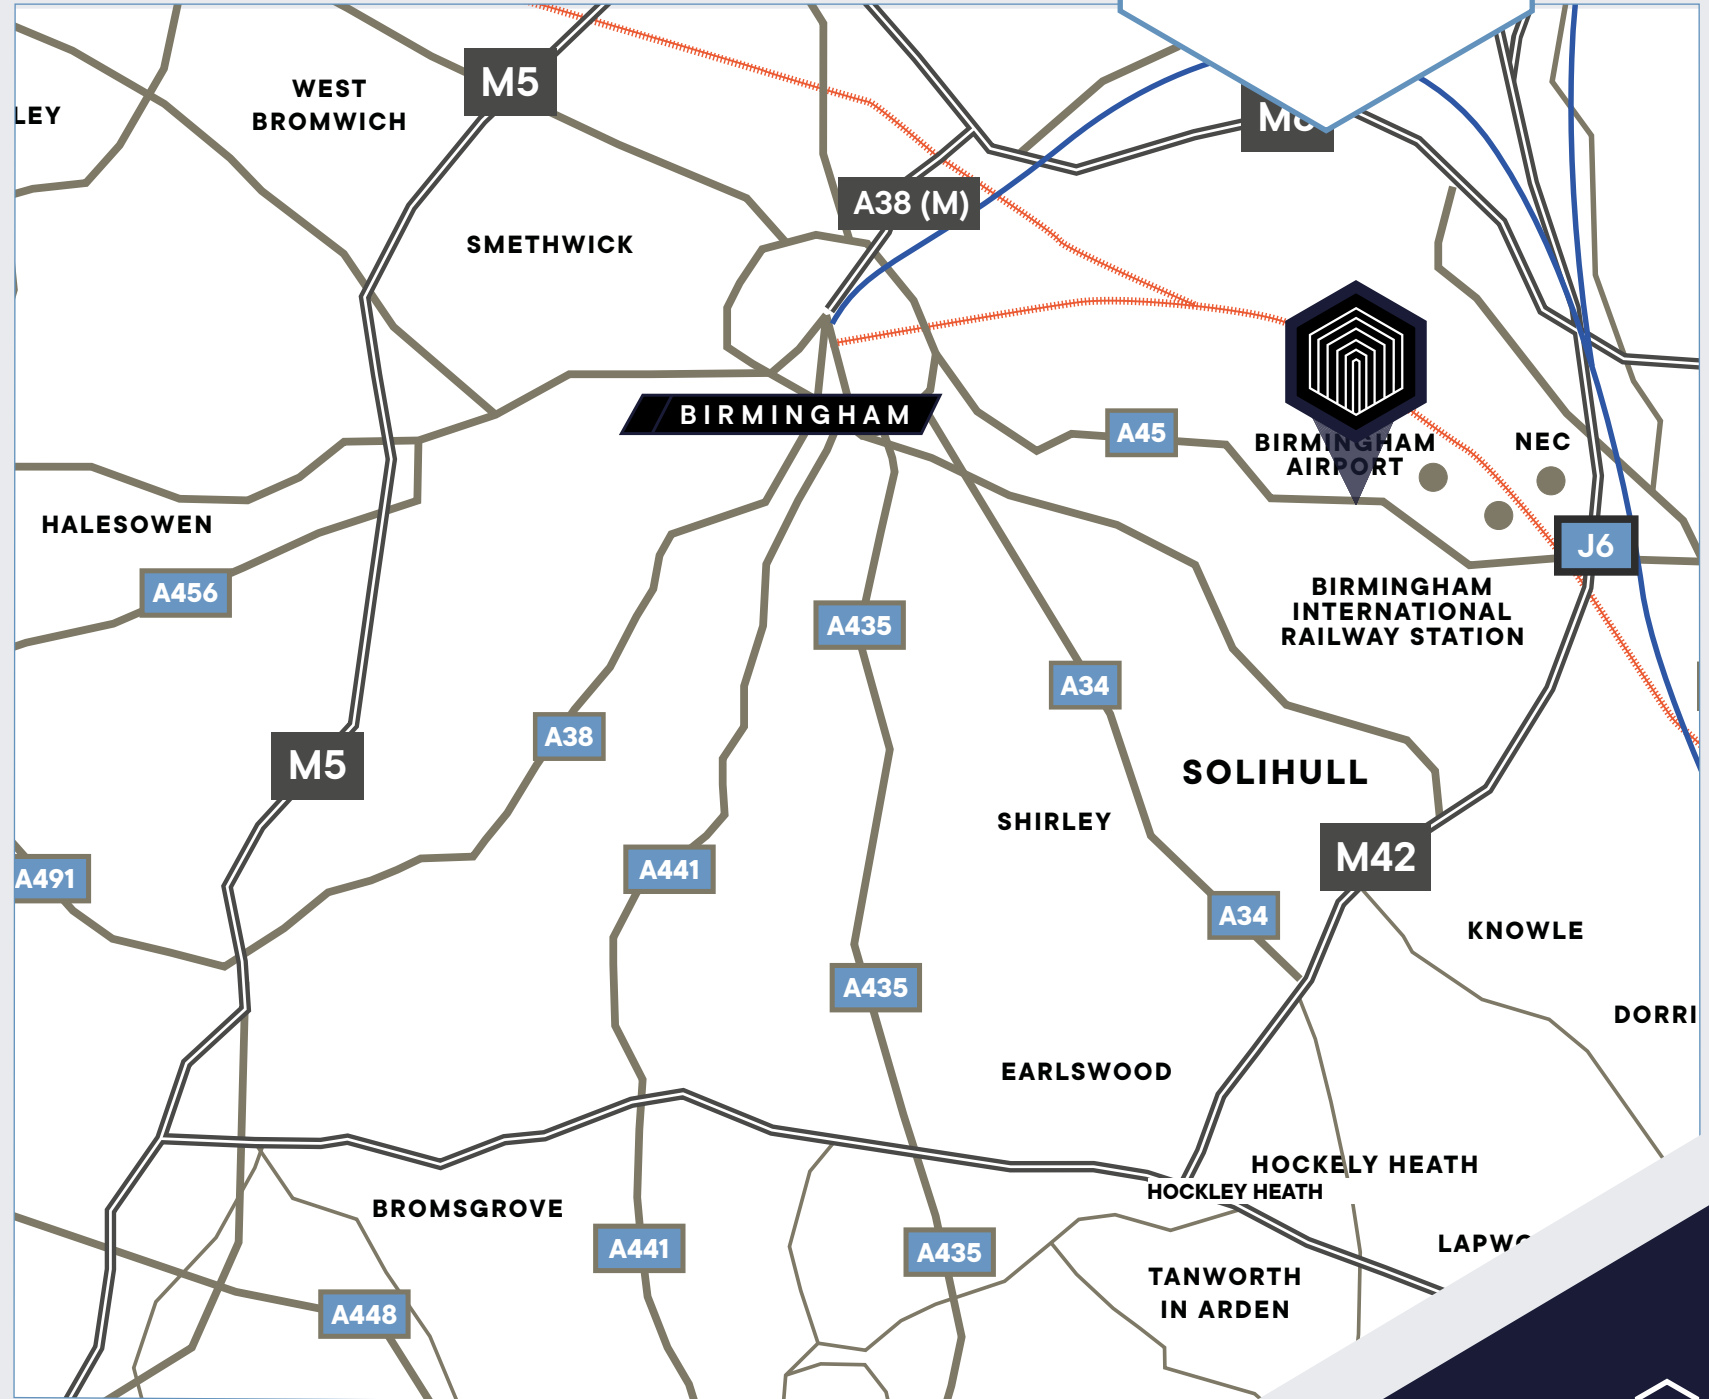 M5
WEST
BROMWICH
LEY
A38 (M)
SMETHWICK
BIRMINGHAM
A45
BIRMINGHAM
AIRPORT
NEC
HALESOWEN
J6
A456
BIRMINGHAM
INTERNATIONAL
RAILWAY STATION
A435
A34
A38
M5
SOLIHULL
SHIRLEY
M42
A441
A491
A34
KNOWLE
A435
DORRI
EARLSWOOD
HOCKELY HEATH
HOCKLEY HEATH
BROMSGROVE
A441
A435
LAPWO
TANWORTH
IN ARDEN
A448